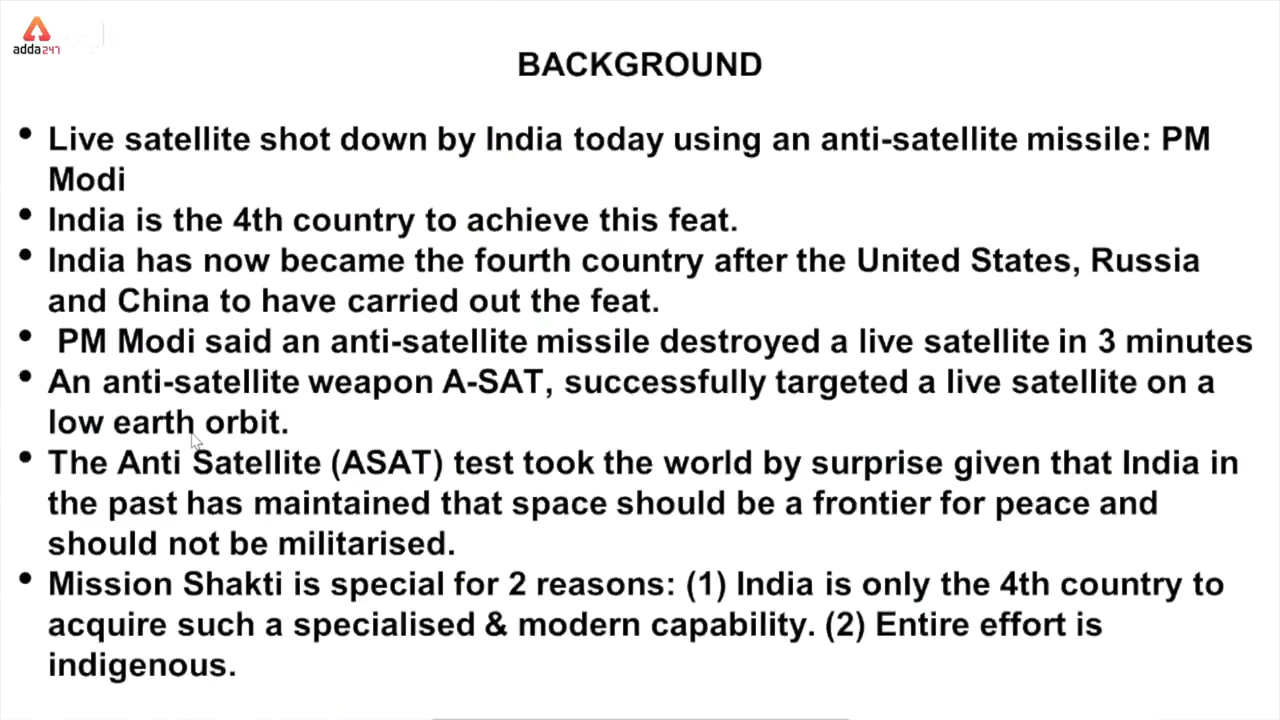 adda247
BACKGROUND
• Live satellite shot down by India today using an anti-satellite missile: PM
Modi
• India is the 4th country to achieve this feat.
• India has now became the fourth country after the United States, Russia
and China to have carried out the feat.
• PM Modi said an anti-satellite missile destroyed a live satellite in 3 minutes
• An anti-satellite weapon A-SAT, successfully targeted a live satellite on a
low earth orbit.
• The Anti Satellite (ASAT) test took the world by surprise given that India in
the past has maintained that space should be a frontier for peace and
should not be militarised.
• Mission Shakti is special for 2 reasons: (1) India is only the 4th country to
acquire such a specialised & modern capability. (2) Entire effort is
indigenous.